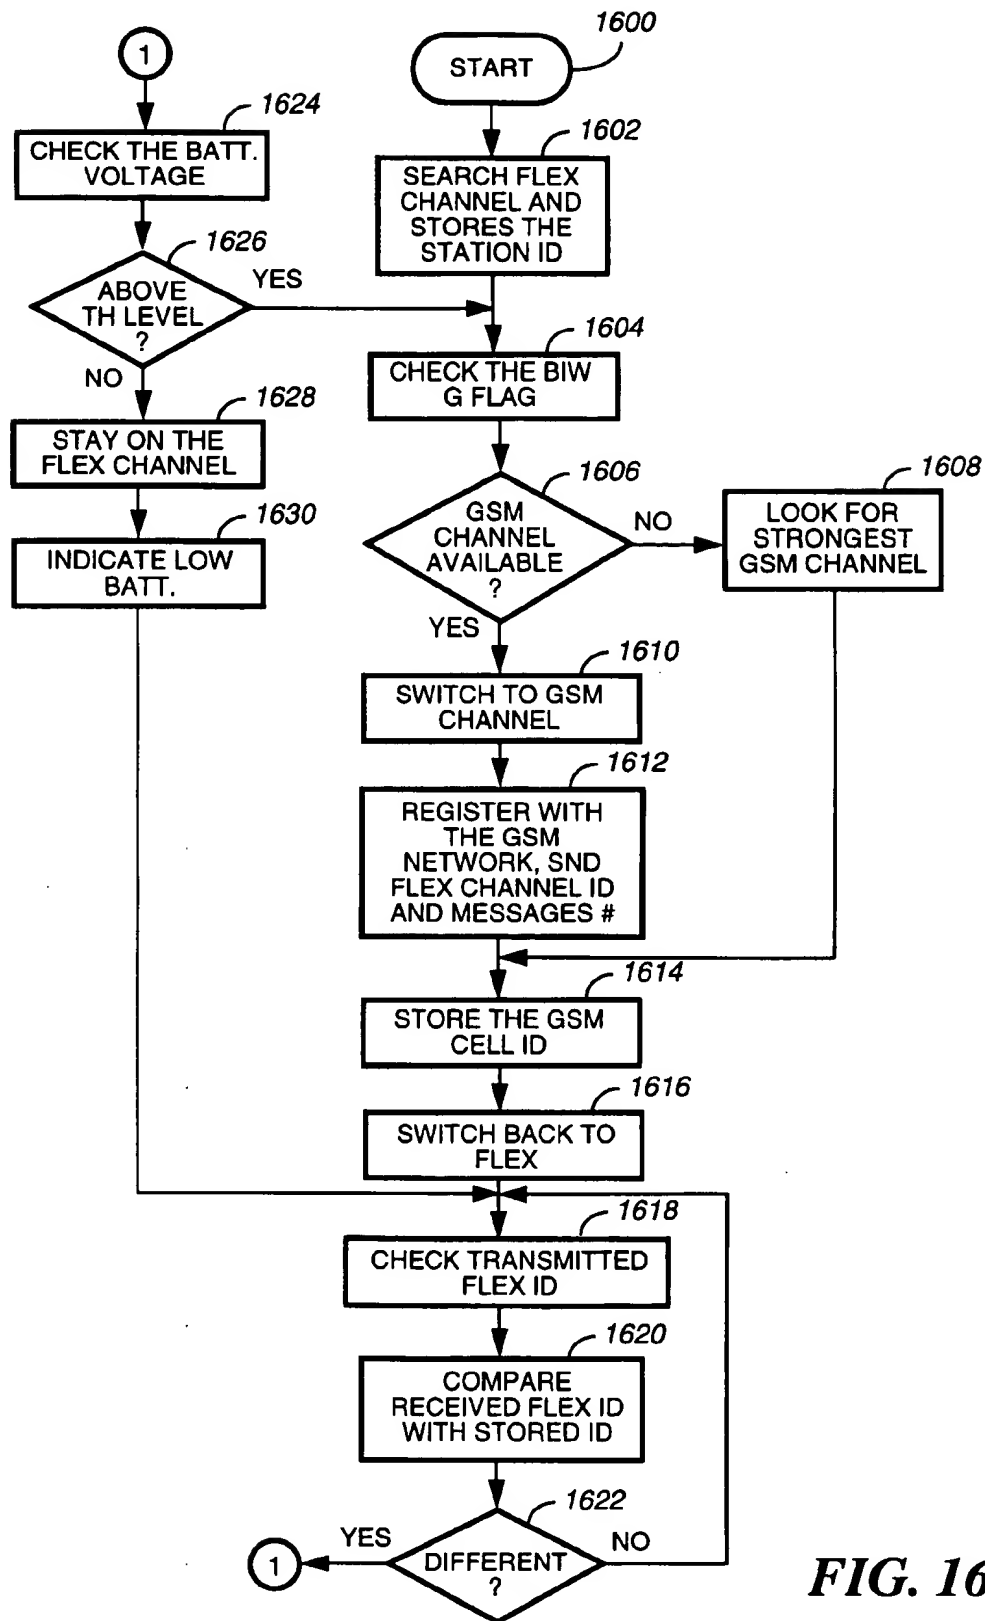 1
1624
CHECK THE BATT.
VOLTAGE
1626
ABOVE
TH LEVEL
?
YES
NO
1628
STAY ON THE
FLEX CHANNEL
1630
INDICATE LOW
BATT.
START
1600
1602
SEARCH FLEX
CHANNEL AND
STORES THE
STATION ID
1604
CHECK THE BIW
G FLAG
1606
GSM
CHANNEL
AVAILABLE
?
NO
1608
LOOK FOR
STRONGEST
GSM CHANNEL
YES
1610
SWITCH TO GSM
CHANNEL
1612
REGISTER WITH
THE GSM
NETWORK, SND
FLEX CHANNEL ID
AND MESSAGES #
1614
STORE THE GSM
CELL ID
1616
SWITCH BACK TO
FLEX
1618
CHECK TRANSMITTED
FLEX ID
1620
COMPARE
RECEIVED FLEX ID
WITH STORED ID
1622
DIFFERENT
?
YES
NO
1
FIG. 16